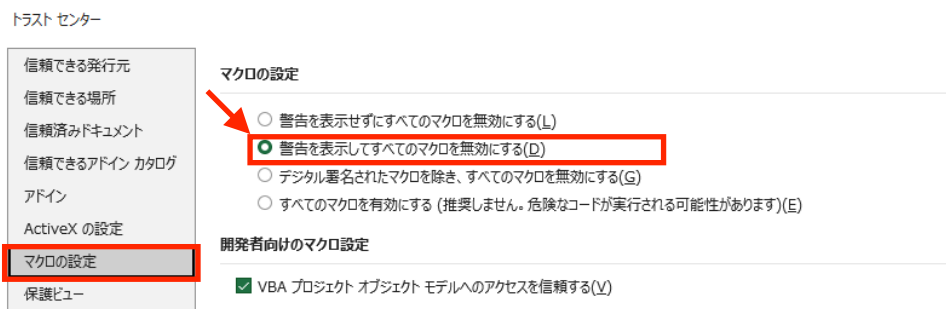 トラスト センター
信頼できる発行元
信頼できる場所
信頼済みドキュメント
信頼できるアドイン カタログ
アドイン
ActiveX の設定
マクロの設定
保護ビュー
マクロの設定
警告を表示せずにすべてのマクロを無効にする(L)
警告を表示してすべてのマクロを無効にする(D)
デジタル署名されたマクロを除き、すべてのマクロを無効にする(G)
すべてのマクロを有効にする (推奨しません。危険なコードが実行される可能性があります)(E)
開発者向けのマクロ設定
VBA プロジェクト オブジェクト モデルへのアクセスを信頼する(V)